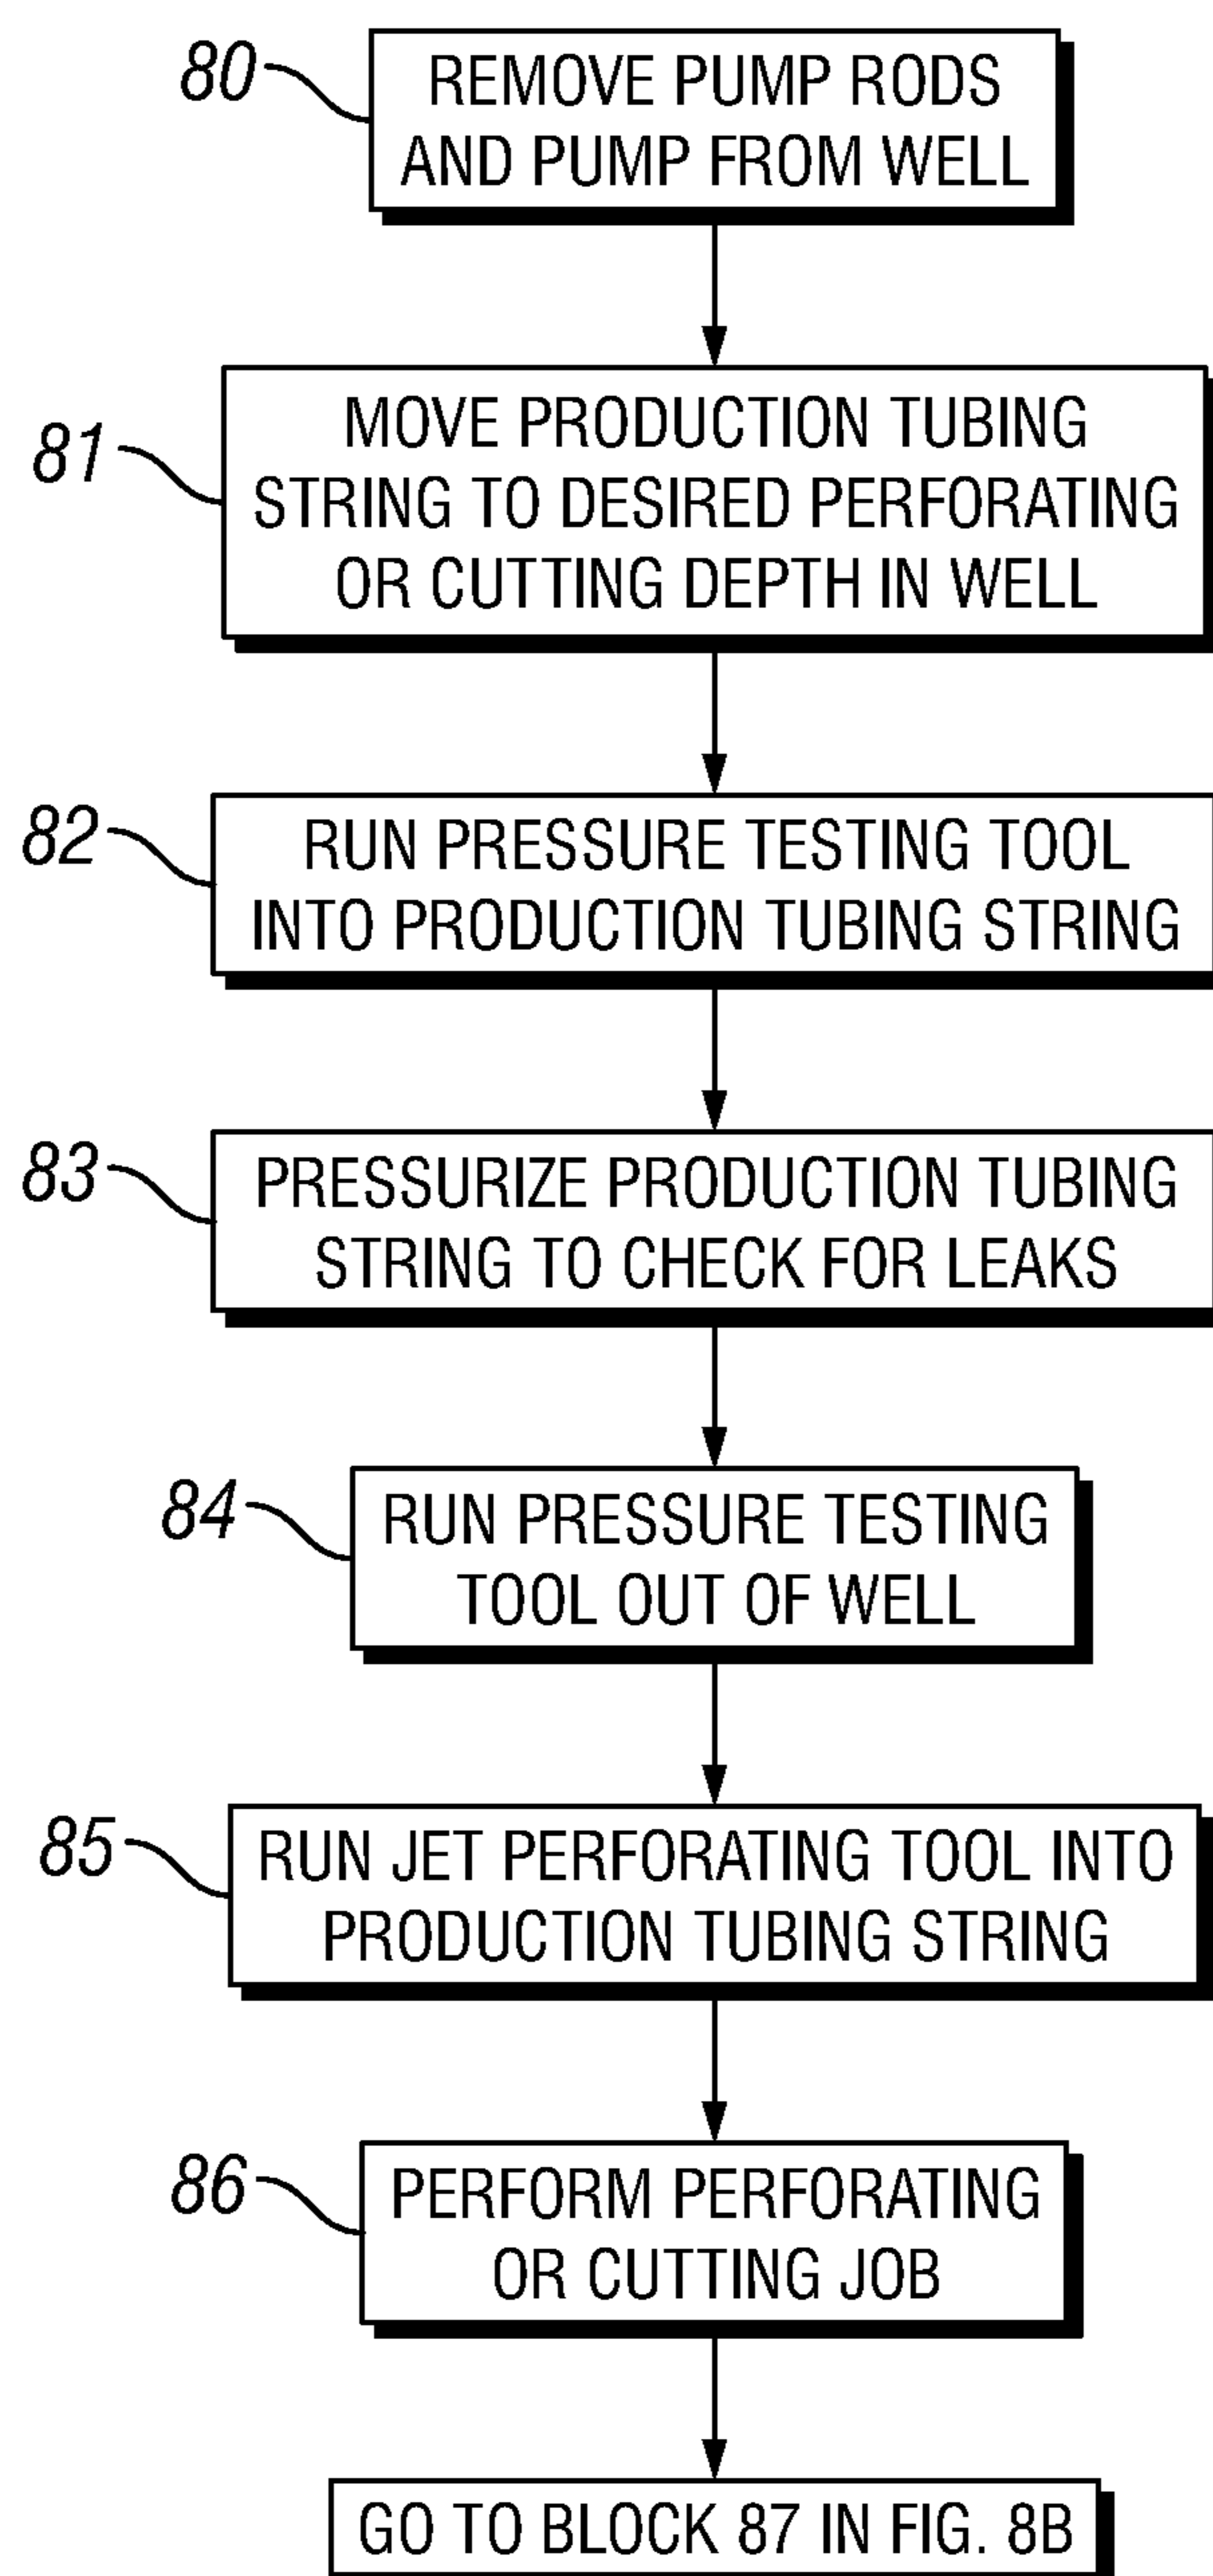 80
REMOVE PUMP RODS
AND PUMP FROM WELL
81
MOVE PRODUCTION TUBING
STRING TO DESIRED PERFORATING
OR CUTTING DEPTH IN WELL
82
RUN PRESSURE TESTING TOOL
INTO PRODUCTION TUBING STRING
83
PRESSURIZE PRODUCTION TUBING
STRING TO CHECK FOR LEAKS
84
RUN PRESSURE TESTING
TOOL OUT OF WELL
85
RUN JET PERFORATING TOOL INTO
PRODUCTION TUBING STRING
86
PERFORM PERFORATING
OR CUTTING JOB
GO TO BLOCK 87 IN FIG. 8B